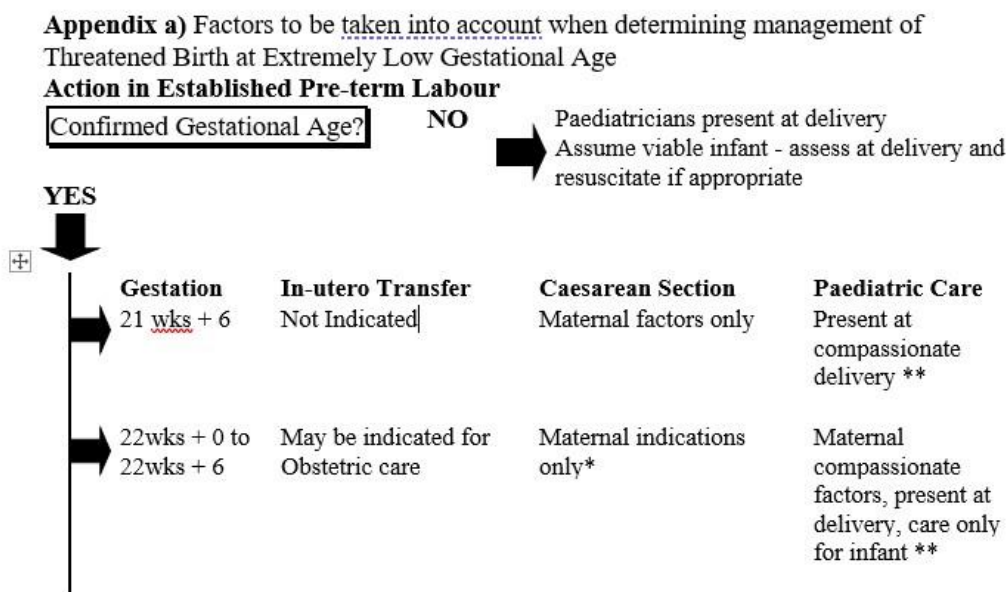 Appendix a) Factors to be taken into account when determining management of
Threatened Birth at Extremely Low Gestational Age
Action in Established Pre-term Labour
Confirmed Gestational Age?
NO
Paediatricians present at delivery
Assume viable infant - assess at delivery and
resuscitate if appropriate
YES
Gestation
In-utero Transfer
Caesarean Section
Paediatric Care
21 wks + 6
Not Indicated
Maternal factors only
Present at
compassionate
delivery **
22wks + 0 to
22wks + 6
May be indicated for
Obstetric care
Maternal indications
only*
Maternal
compassionate
factors, present at
delivery, care only
for infant **